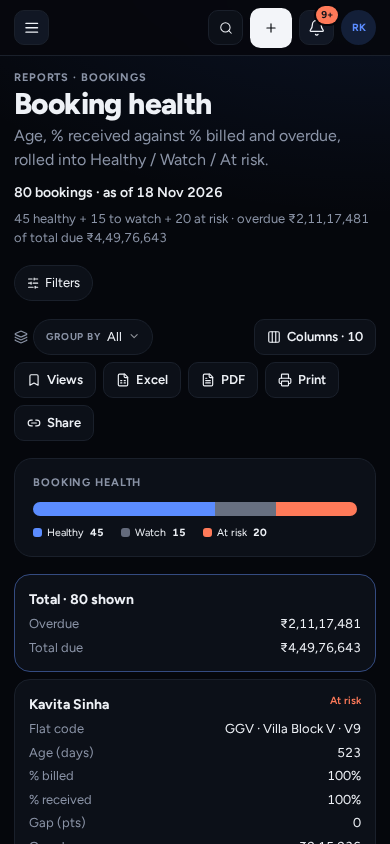 9+
RK
REPORTS · BOOKINGS
Booking health
Age, % received against % billed and overdue,
rolled into Healthy / Watch / At risk.
80 bookings · as of 18 Nov 2026
45 healthy + 15 to watch + 20 at risk · overdue ₹2,11,17,481
of total due ₹4,49,76,643
Filters
GROUP BY All
Columns · 10
Views
Excel
PDF
Print
Share
BOOKING HEALTH
Healthy 45
Watch 15
At risk 20
Total · 80 shown
Overdue ₹2,11,17,481
Total due ₹4,49,76,643
Kavita Sinha At risk
Flat code GGV · Villa Block V · V9
Age (days) 523
% billed 100%
% received 100%
Gap (pts) 0